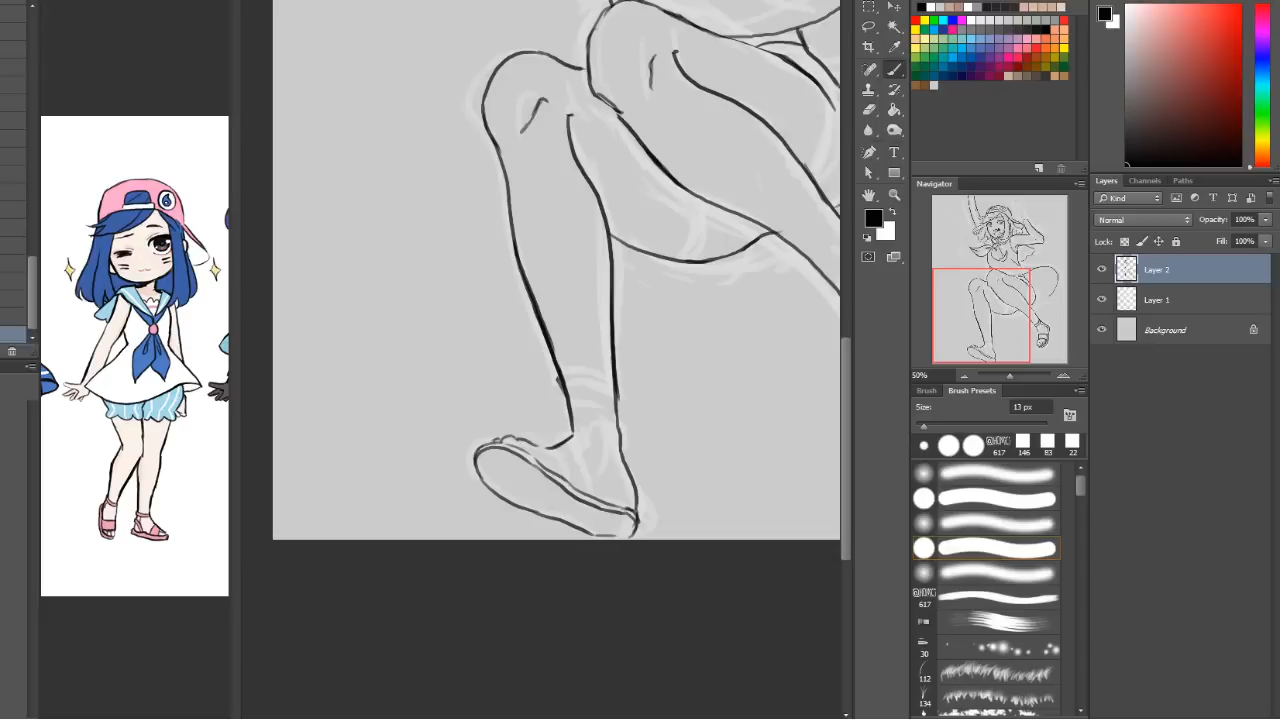 Navigator
50%
Brush
Brush Presets
Size:
13 px
617
146
83
22
617
30
112
134
Layers
Channels
Paths
Kind
Normal
Opacity:
100%
Lock:
Fill:
100%
Layer 2
Layer 1
Background
6
T
T